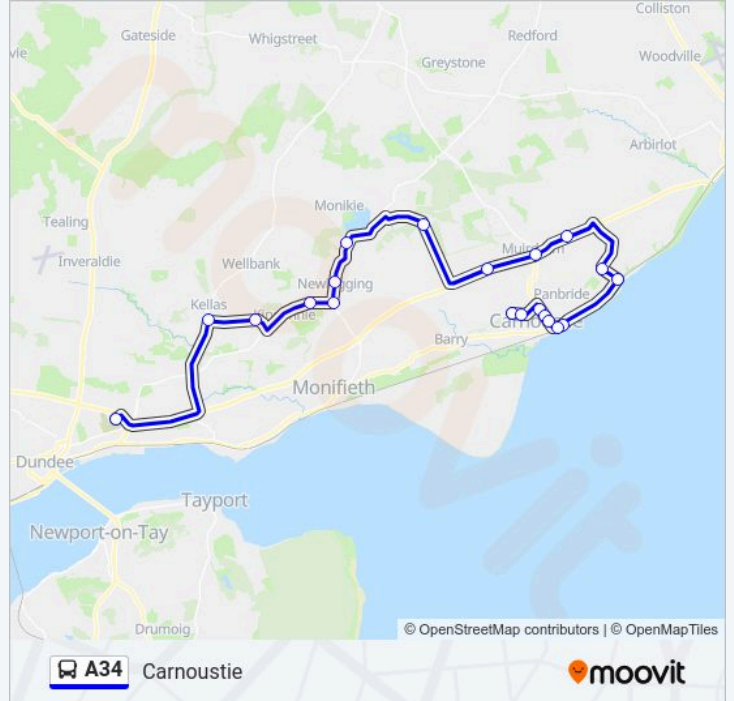 Colliston
Gateside
Whigstreet
Redford
vie
Greystone
Woodville
Arbirlot
Monikie
Tealing
Inveraldie
Wellbank
Kellas
Panbride
Barry
Monifieth
Dundee
Tayport
Newport-on-Tay
Drumoig
© OpenStreetMap contributors | © OpenMapTiles
A34 Carnoustie
moovit